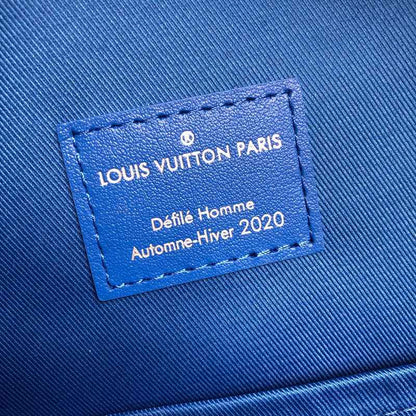 LOUIS VUITTON PARIS
Défilé Homme
Automne-Hiver 2020